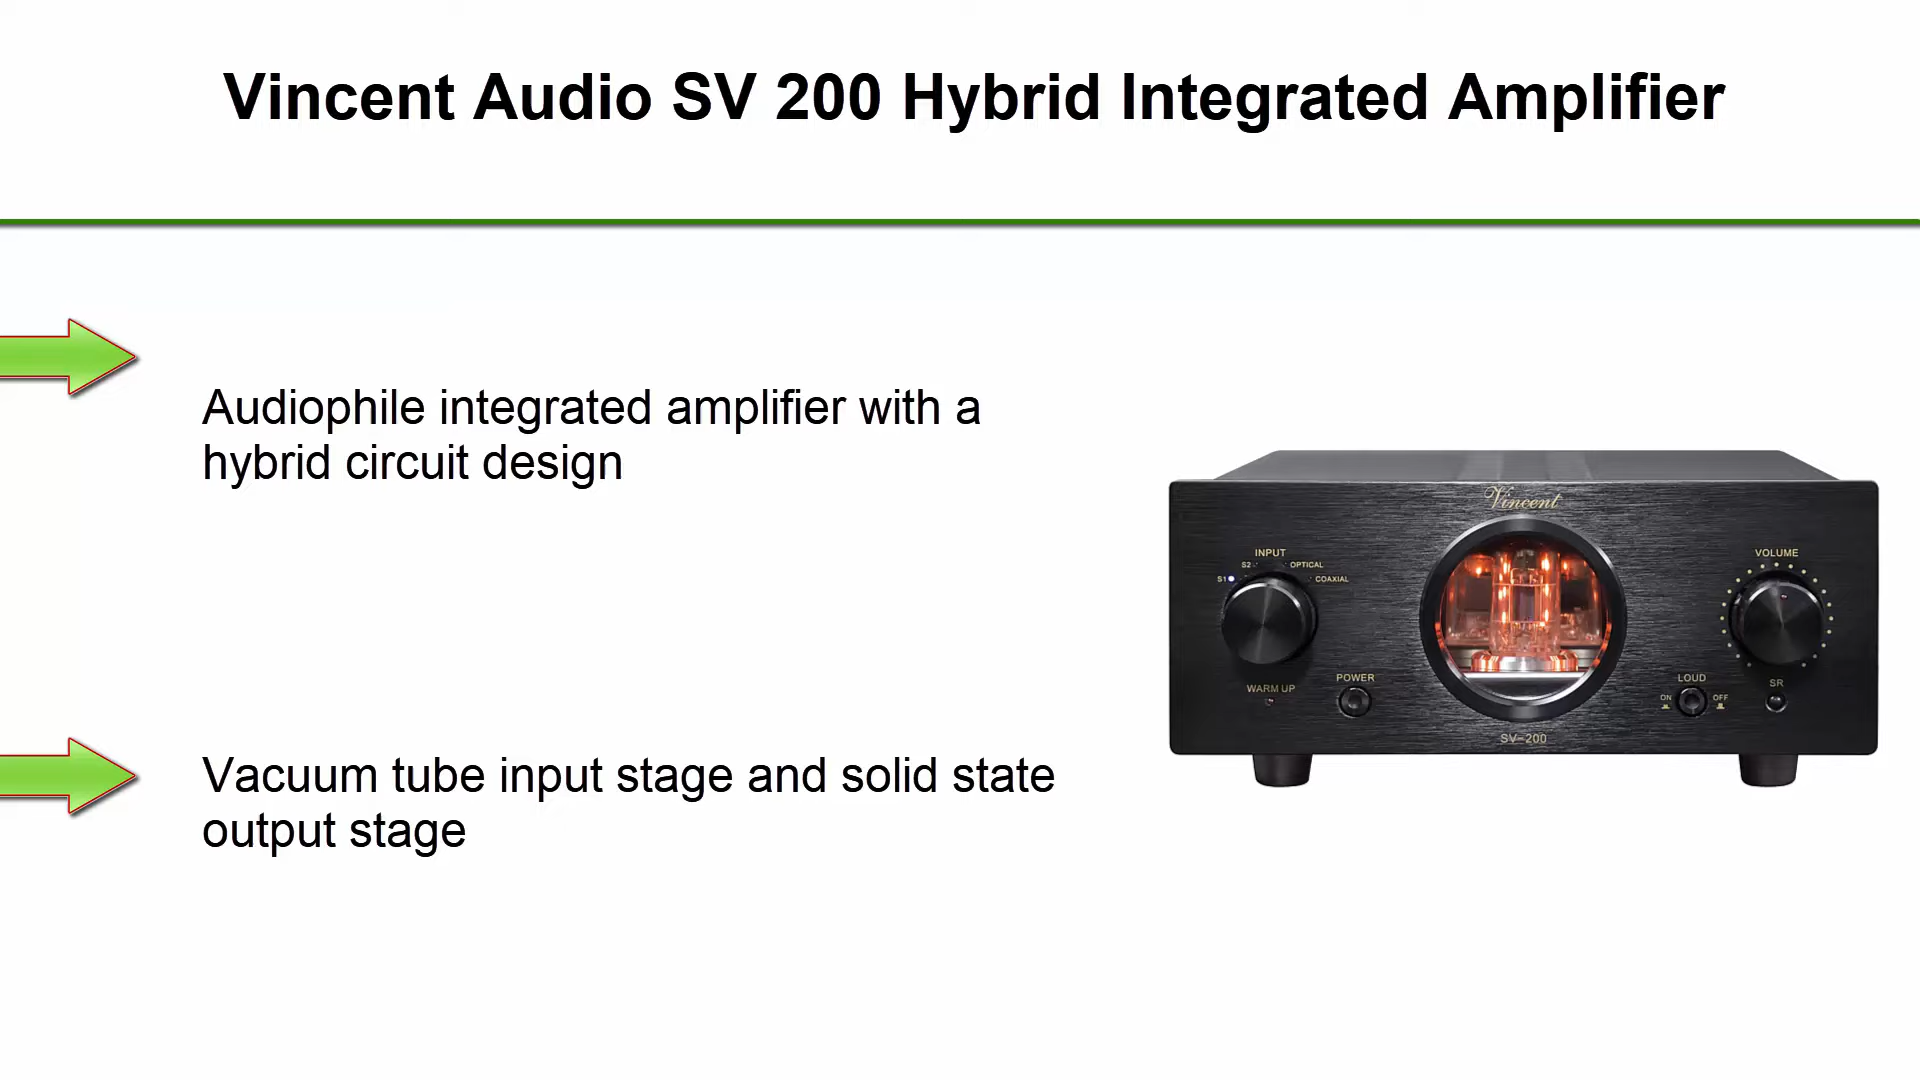 Vincent Audio SV 200 Hybrid Integrated Amplifier
Audiophile integrated amplifier with a
hybrid circuit design
Vacuum tube input stage and solid state
output stage
Vincent
INPUT
S2 OPTICAL
S1 COAXIAL
WARM UP
POWER
VOLUME
LOUD
ON OFF
SR
SV-200